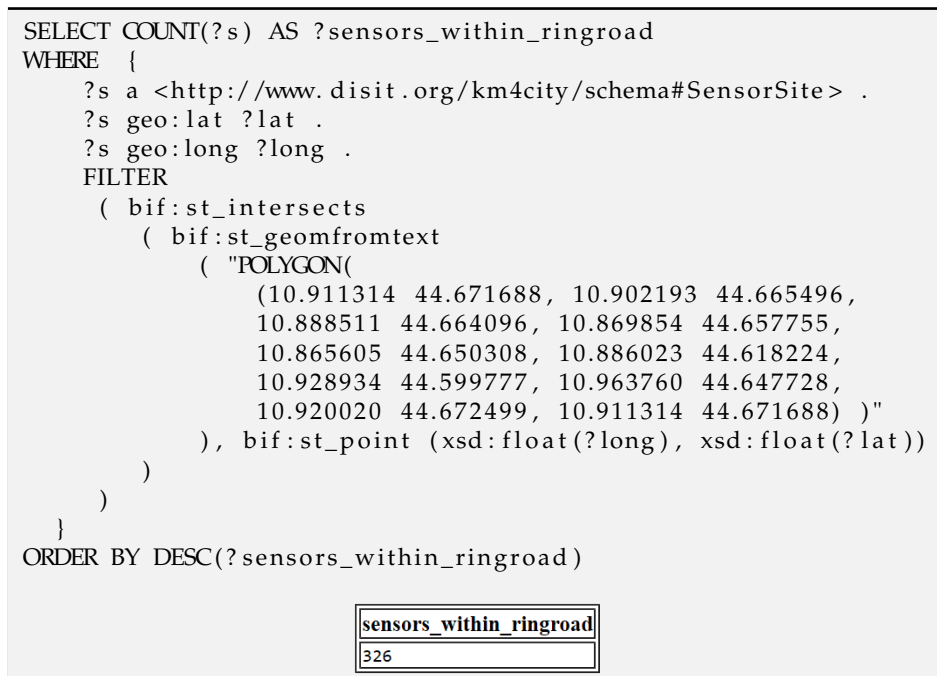 SELECT COUNT(?s) AS ?sensors_within_ringroad
WHERE {
?s a <http://www.disit.org/km4city/schema#SensorSite> .
?s geo:lat ?lat .
?s geo:long ?long .
FILTER
( bif:st_intersects
( bif:st_geomfromtext
( "POLYGON(
(10.911314 44.671688, 10.902193 44.665496,
10.888511 44.664096, 10.869854 44.657755,
10.865605 44.650308, 10.886023 44.618224,
10.928934 44.599777, 10.963760 44.647728,
10.920020 44.672499, 10.911314 44.671688) )"
), bif:st_point (xsd:float(?long), xsd:float(?lat))
)
)
}
ORDER BY DESC(?sensors_within_ringroad)
sensors_within_ringroad
326